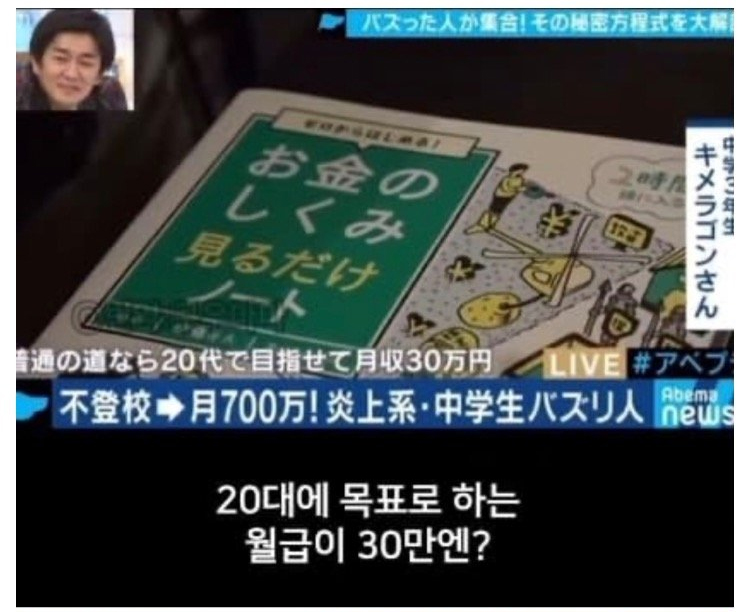 バズった人が集合!その秘密方程式を大解
ゼロからはじめる!
お金の
しくみ
見るだけ
ノート
2時間
中学3年生
キメラゴンさん
普通の道なら20代で目指せて月収30万円
LIVE #アベプ
不登校➡月700万!炎上系・中学生バズり人
Abema
news
20대에 목표로 하는
월급이 30만엔?